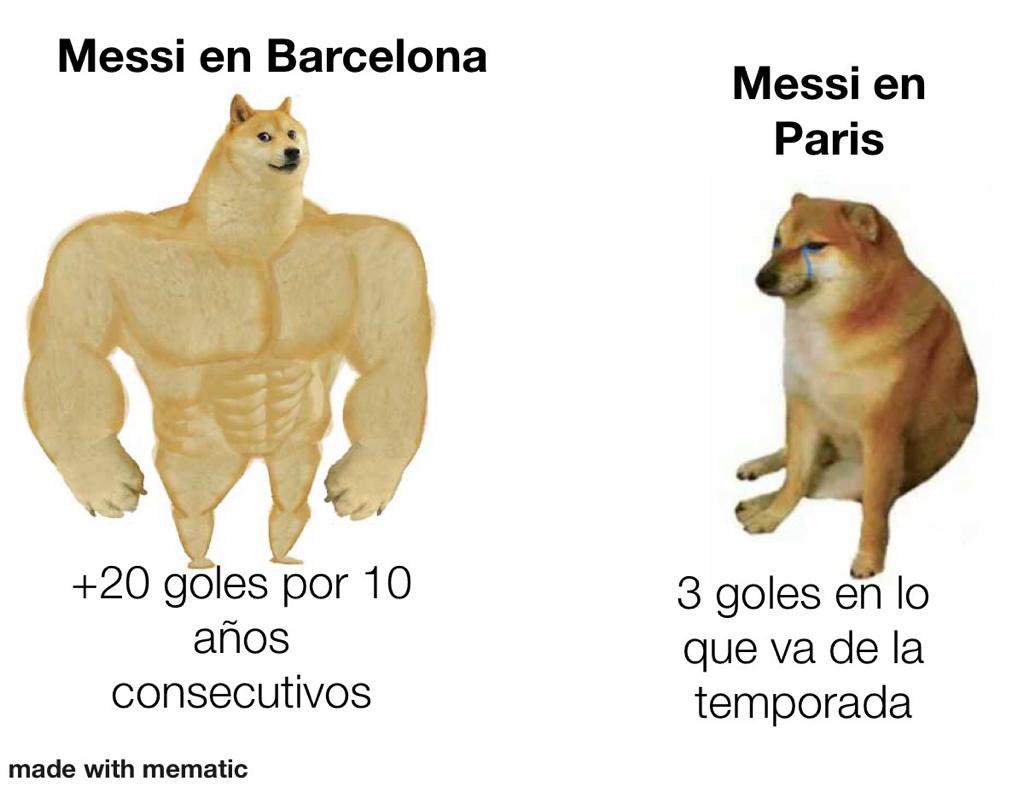 Messi en Barcelona
+20 goles por 10
años
consecutivos
Messi en
Paris
3 goles en lo
que va de la
temporada
made with mematic